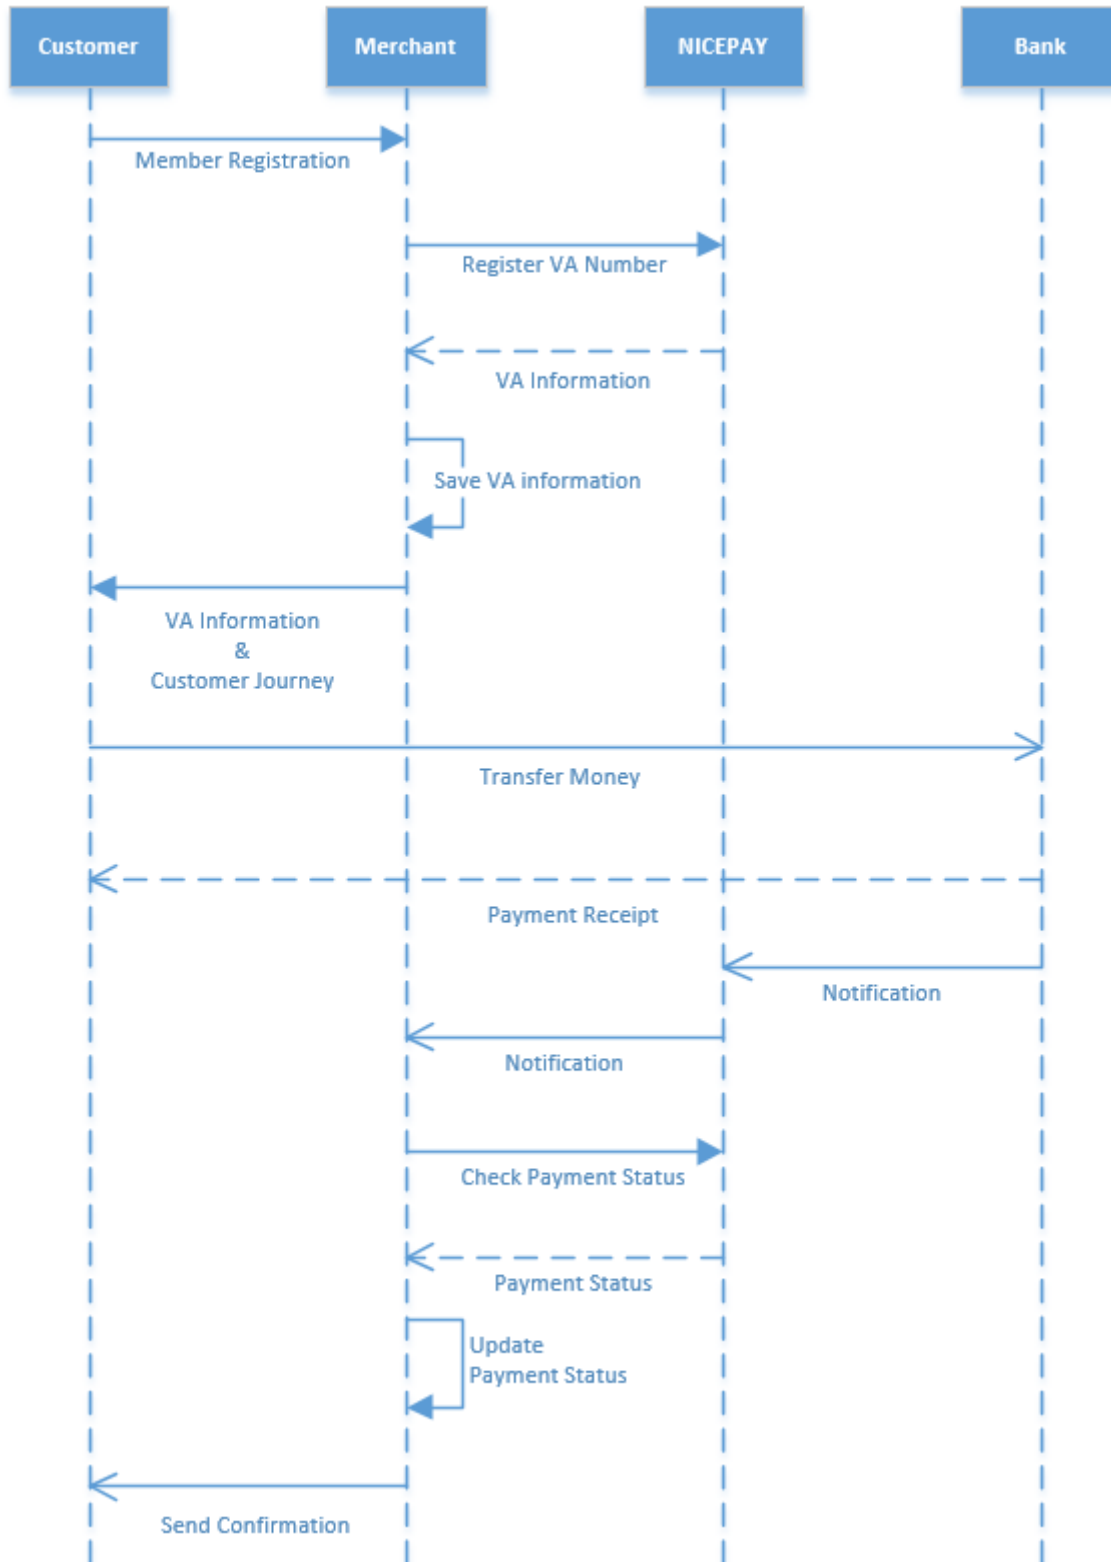 Customer
Merchant
NICEPAY
Bank
Member Registration
Register VA Number
VA Information
Save VA information
VA Information
&
Customer Journey
Transfer Money
Payment Receipt
Notification
Notification
Check Payment Status
Payment Status
Update
Payment Status
Send Confirmation